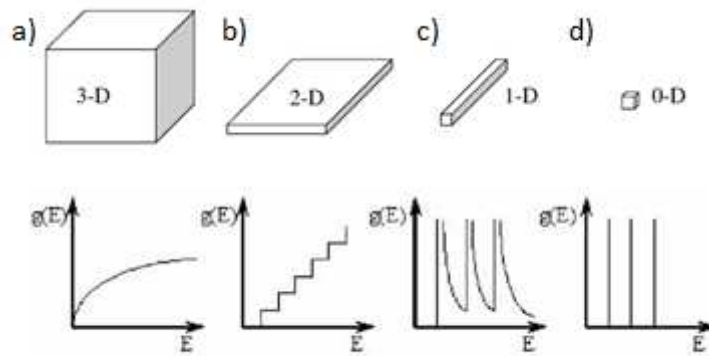 a) b) c) d)
3-D 2-D 1-D 0-D
g(E) g(E) g(E) g(E)
E E E E